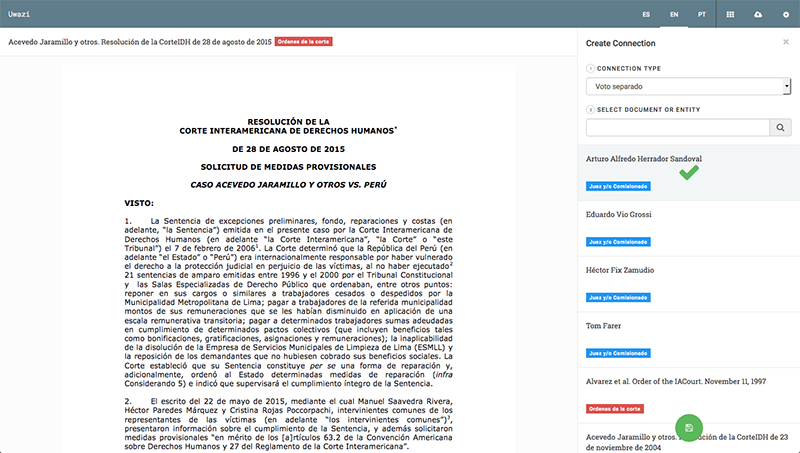 Uwazi
ES
EN
PT
Acevedo Jaramillo y otros. Resolución de la CorteIDH de 28 de agosto de 2015 Ordenes de la corte
RESOLUCIÓN DE LA
CORTE INTERAMERICANA DE DERECHOS HUMANOS*
DE 28 DE AGOSTO DE 2015
SOLICITUD DE MEDIDAS PROVISIONALES
CASO ACEVEDO JARAMILLO Y OTROS VS. PERÚ
VISTO:
1. La Sentencia de excepciones preliminares, fondo, reparaciones y costas (en
adelante, “la Sentencia”) emitida en el presente caso por la Corte Interamericana de
Derechos Humanos (en adelante “la Corte Interamericana”, “la Corte” o “este
Tribunal”) el 7 de febrero de 2006¹. La Corte determinó que la República del Perú (en
adelante “el Estado” o “Perú”) era internacionalmente responsable por haber vulnerado
el derecho a la protección judicial en perjuicio de las víctimas, al no haber ejecutado²
21 sentencias de amparo emitidas entre 1996 y el 2000 por el Tribunal Constitucional
y las Salas Especializadas de Derecho Público que ordenaban, entre otros puntos:
reponer en sus cargos o similares a trabajadores cesados o despedidos por la
Municipalidad Metropolitana de Lima; pagar a trabajadores de la referida municipalidad
montos de sus remuneraciones que se les habían disminuido en aplicación de una
escala remunerativa transitoria; pagar a determinados trabajadores sumas adeudadas
en cumplimiento de determinados pactos colectivos (que incluyen beneficios tales
como bonificaciones, gratificaciones, asignaciones y remuneraciones); la inaplicabilidad
de la disolución de la Empresa de Servicios Municipales de Limpieza de Lima (ESMLL) y
la reposición de los demandantes que no hubiesen cobrado sus beneficios sociales. La
Corte estableció que su Sentencia constituye per se una forma de reparación y,
adicionalmente, ordenó al Estado determinadas medidas de reparación (infra
Considerando 5) e indicó que supervisará el cumplimiento íntegro de la Sentencia.
2. El escrito del 22 de mayo de 2015, mediante el cual Manuel Saavedra Rivera,
Héctor Paredes Márquez y Cristina Rojas Poccorpachi, intervinientes comunes de los
representantes de las víctimas (en adelante “los intervinientes comunes”)³,
presentaron información sobre el cumplimiento de la Sentencia, y además solicitaron
medidas provisionales “en mérito de los [a]rtículos 63.2 de la Convención Americana
sobre Derechos Humanos y 27 del Reglamento de la Corte Interamericana”.
Create Connection
1 CONNECTION TYPE
Voto separado
2 SELECT DOCUMENT OR ENTITY
Arturo Alfredo Herrador Sandoval
Juez y/o Comisionado
Eduardo Vio Grossi
Juez y/o Comisionado
Héctor Fix Zamudio
Juez y/o Comisionado
Tom Farer
Juez y/o Comisionado
Alvarez et al. Order of the IACourt. November 11, 1997
Ordenes de la corte
Acevedo Jaramillo y otros. Resolución de la CorteIDH de 23
de noviembre de 2004